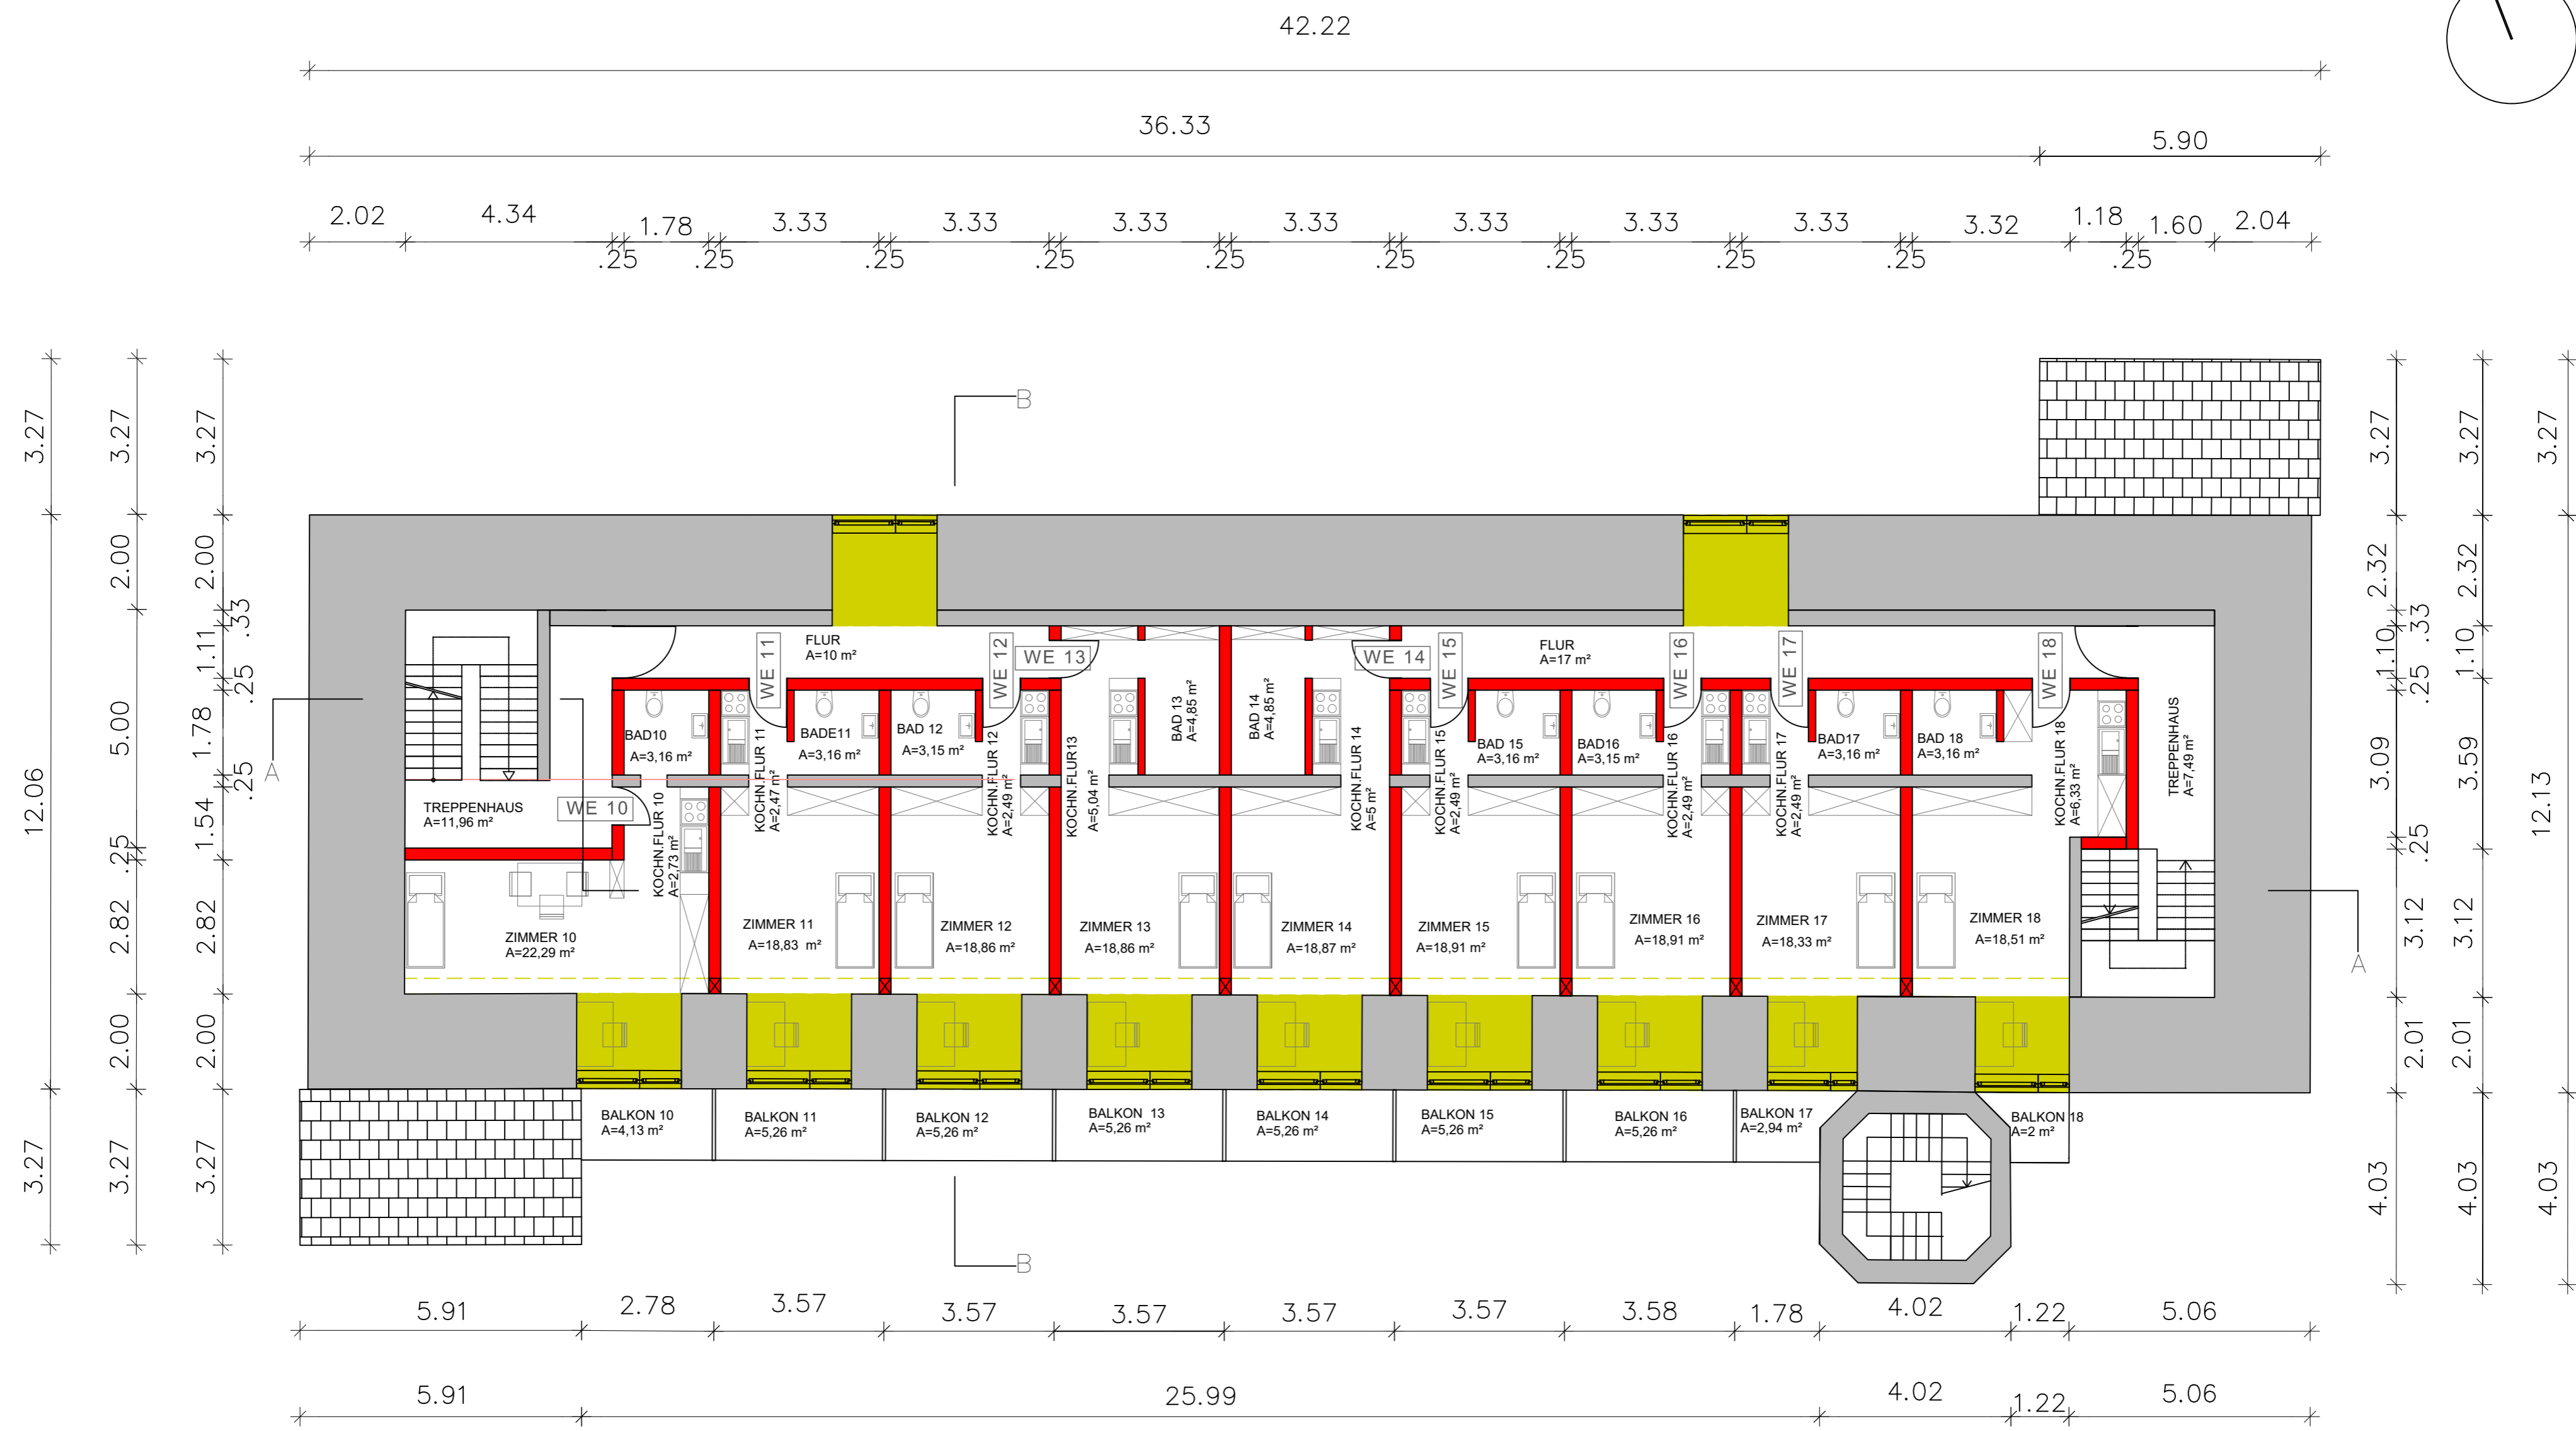 42.22
36.33
5.90
2.02
4.34
1.78
3.33
3.33
3.33
3.33
3.33
3.33
3.33
3.32
1.18
1.60
2.04
.25
.25
.25
.25
.25
.25
.25
.25
.25
.25
B
3.27
3.27
3.27
12.06
2.00
5.00
.25
2.82
2.00
3.27
3.27
2.00
.33
1.11
.25
1.78
.25
1.54
2.82
2.00
3.27
A
WE 10
WE 11
WE 12
WE 13
WE 14
WE 15
WE 16
WE 17
WE 18
FLUR
A=10 m²
FLUR
A=17 m²
BAD10
A=3,16 m²
KOCHN.FLUR 11
A=2,47 m²
BADE11
A=3,16 m²
BAD 12
A=3,15 m²
KOCHN.FLUR 12
A=2,49 m²
KOCHN.FLUR13
A=5,04 m²
BAD 13
A=4,85 m²
BAD 14
A=4,85 m²
KOCHN.FLUR 14
A=5 m²
KOCHN.FLUR 15
A=2,49 m²
BAD 15
A=3,16 m²
BAD16
A=3,15 m²
KOCHN.FLUR 16
A=2,49 m²
KOCHN.FLUR 17
A=2,49 m²
BAD17
A=3,16 m²
BAD 18
A=3,16 m²
KOCHN.FLUR 18
A=6,33 m²
TREPPENHAUS
A=7,49 m²
TREPPENHAUS
A=11,96 m²
KOCHN.FLUR 10
A=2,73 m²
ZIMMER 10
A=22,29 m²
ZIMMER 11
A=18,83 m²
ZIMMER 12
A=18,86 m²
ZIMMER 13
A=18,86 m²
ZIMMER 14
A=18,87 m²
ZIMMER 15
A=18,91 m²
ZIMMER 16
A=18,91 m²
ZIMMER 17
A=18,33 m²
ZIMMER 18
A=18,51 m²
A
BALKON 10
A=4,13 m²
BALKON 11
A=5,26 m²
BALKON 12
A=5,26 m²
BALKON 13
A=5,26 m²
BALKON 14
A=5,26 m²
BALKON 15
A=5,26 m²
BALKON 16
A=5,26 m²
BALKON 17
A=2,94 m²
BALKON 18
A=2 m²
B
3.27
2.32
.33
1.10
.25
3.09
.25
3.12
2.01
4.03
3.27
2.32
1.10
3.59
3.12
2.01
4.03
3.27
12.13
4.03
5.91
2.78
3.57
3.57
3.57
3.57
3.57
3.58
1.78
4.02
1.22
5.06
5.91
25.99
4.02
1.22
5.06